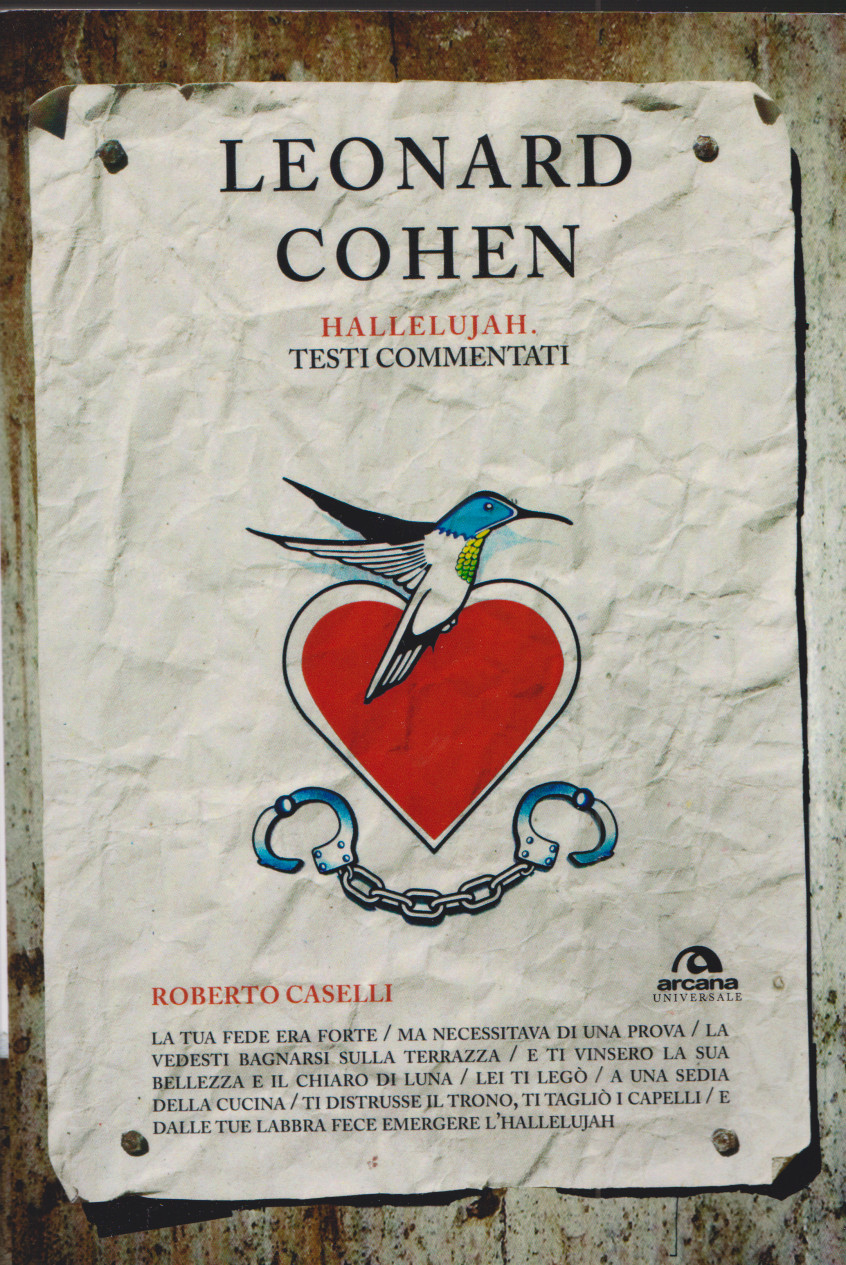 LEONARD
COHEN
HALLELUJAH.
TESTI COMMENTATI
ROBERTO CASELLI
arcana
UNIVERSALE
LA TUA FEDE ERA FORTE / MA NECESSITAVA DI UNA PROVA / LA
VEDESTI BAGNARSI SULLA TERRAZZA / E TI VINSERO LA SUA
BELLEZZA E IL CHIARO DI LUNA / LEI TI LEGÒ / A UNA SEDIA
DELLA CUCINA / TI DISTRUSSE IL TRONO, TI TAGLIÒ I CAPELLI / E
DALLE TUE LABBRA FECE EMERGERE L'HALLELUJAH